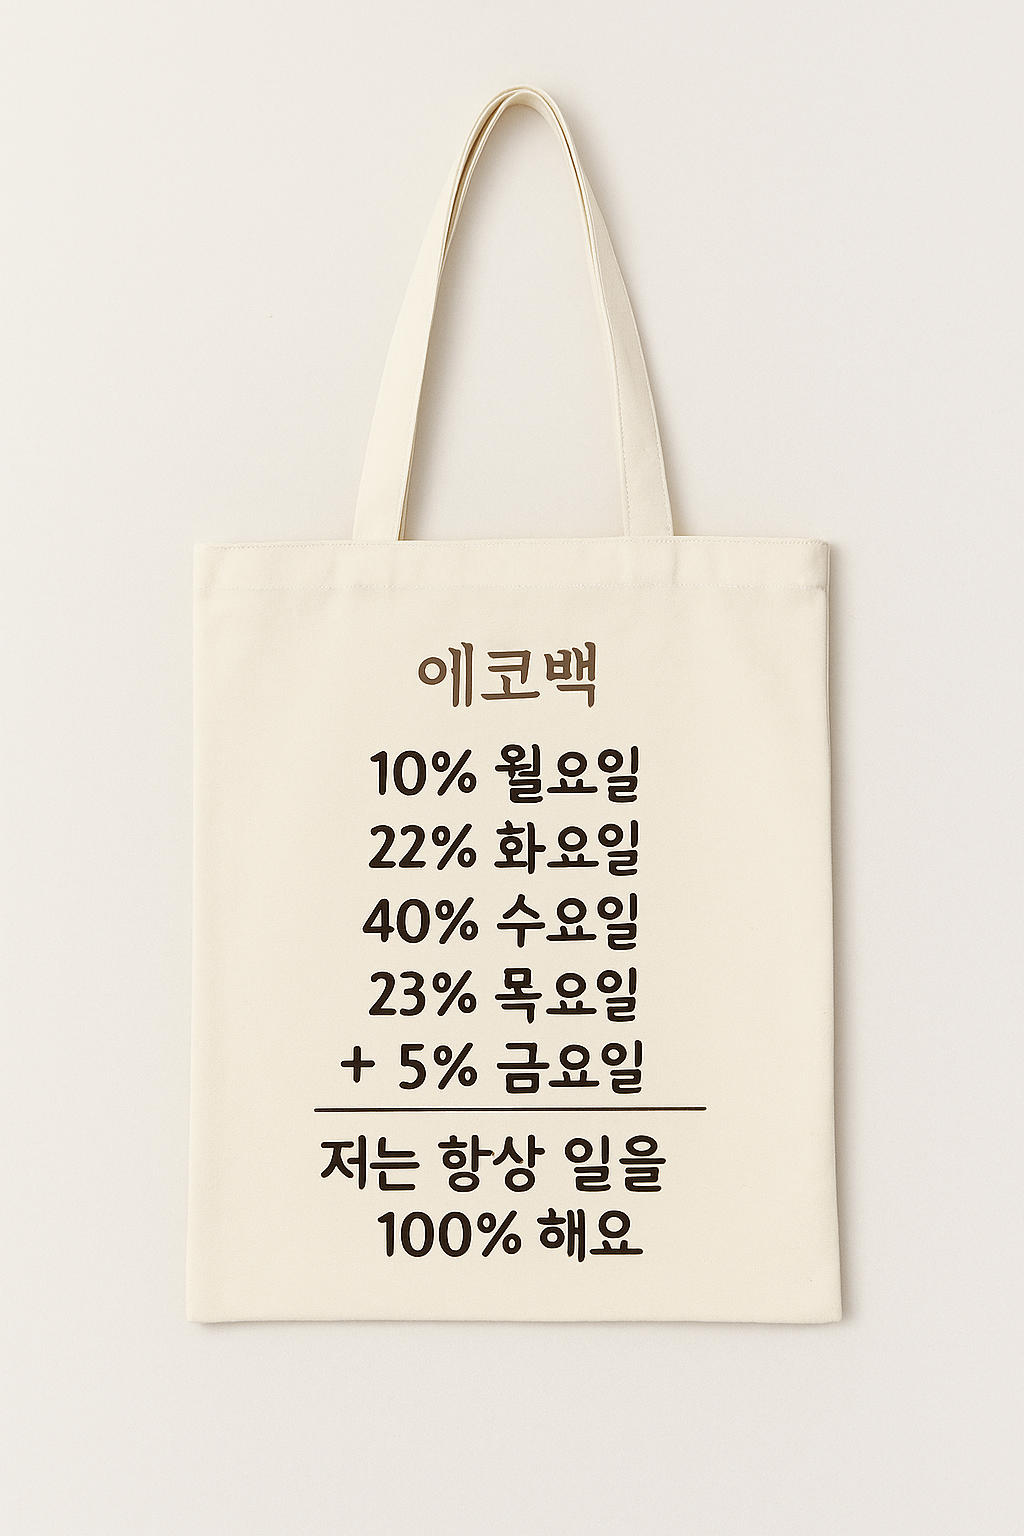 에코백
10% 월요일
22% 화요일
40% 수요일
23% 목요일
+ 5% 금요일
저는 항상 일을
100% 해요